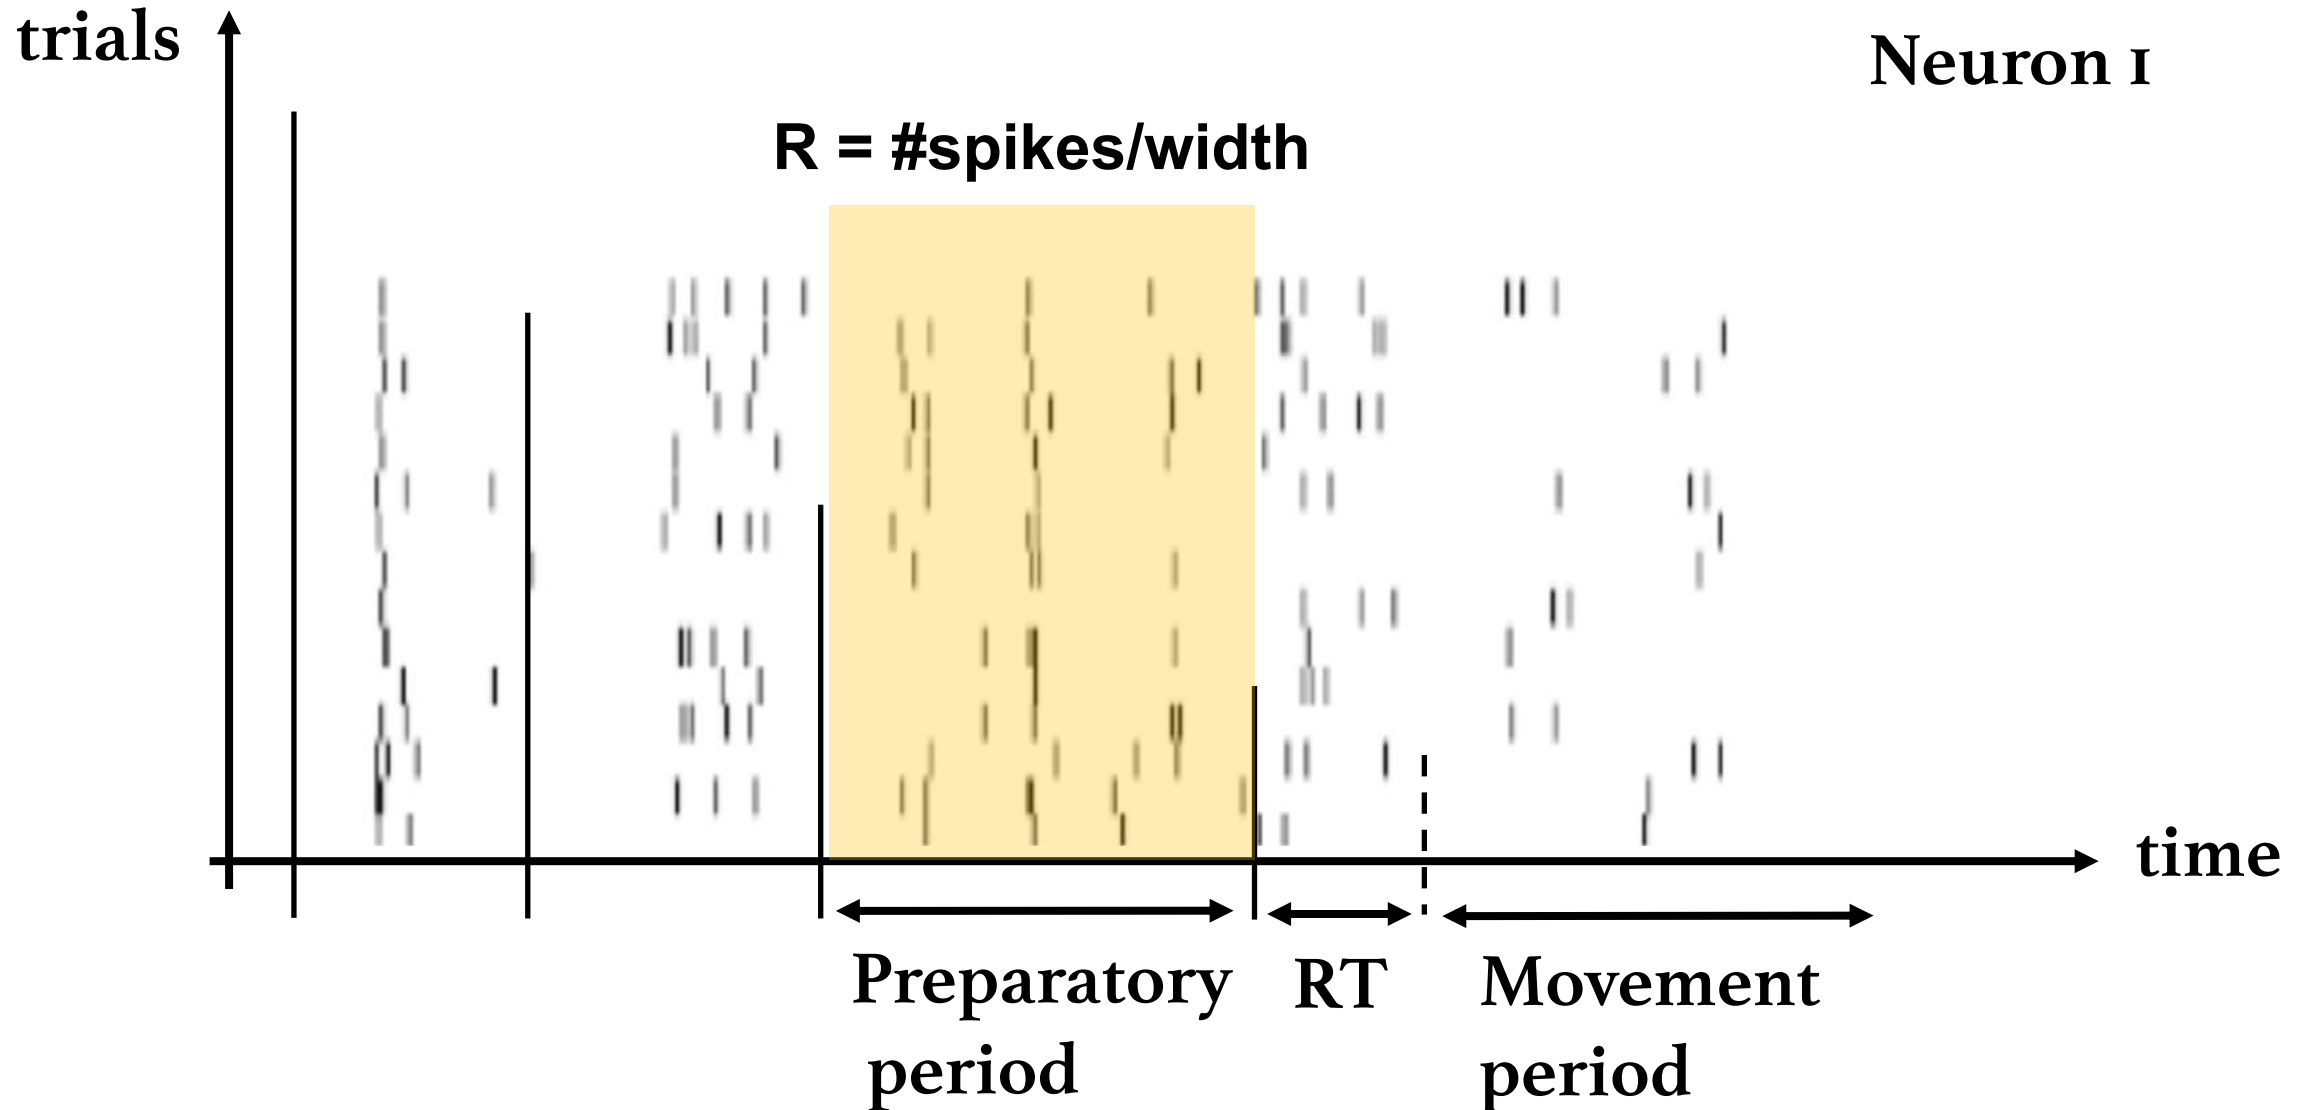 trials
Neuron 1
R = #spikes/width
time
Preparatory
period
RT
Movement
period